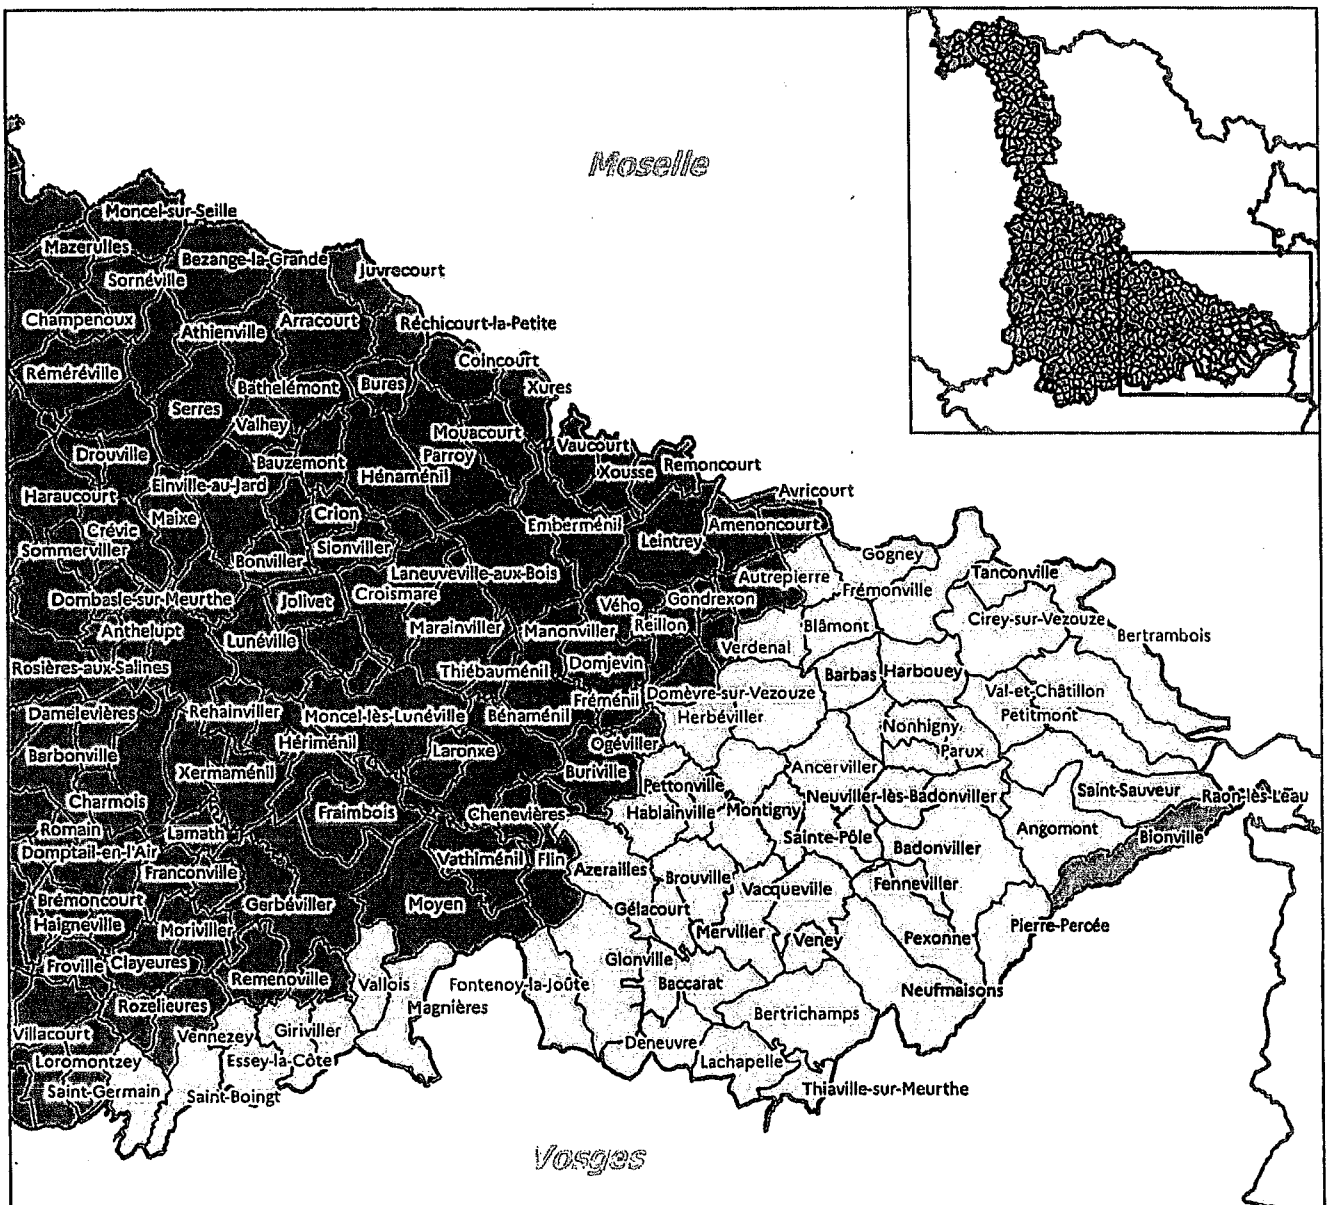 Moselle
Moncel-sur-Seille
Mazerulles
Bezange-la-Grande
Juvrecourt
Sornéville
Champenoux
Athienville
Arracourt
Réchicourt-la-Petite
Coincourt
Réméréville
Bathelémont
Bures
Xures
Serres
Valhey
Mouacourt
Vaucourt
Drouville
Bauzemont
Parroy
Xousse
Remoncourt
Hénaménil
Einville-au-Jard
Haraucourt
Avricourt
Maixe
Crion
Emberménil
Amenoncourt
Crévic
Leintrey
Sommerviller
Sionviller
Gogney
Bonviller
Laneuveville-aux-Bois
Autrepierre
Tanconville
Dombasle-sur-Meurthe
Jolivet
Croismare
Gondrexon
Frémonville
Vého
Cirey-sur-Vezouze
Anthelupt
Marainviller
Manonviller
Reillon
Blâmont
Bertrambois
Lunéville
Verdenal
Rosières-aux-Salines
Thiébauménil
Domjevin
Barbas
Harbouey
Val-et-Châtillon
Domèvre-sur-Vezouze
Fréménil
Damelevières
Rehainviller
Moncel-lès-Lunéville
Bénaménil
Herbéviller
Petitmont
Nonhigny
Hériménil
Laronxe
Ogéviller
Parux
Barbonville
Xermaménil
Buriville
Ancerviller
Pettonville
Saint-Sauveur
Neuviller-lès-Badonviller
Raon-lès-Leau
Charmois
Fraimbois
Chenevières
Hablainville
Montigny
Angomont
Romain
Lamath
Sainte-Pôle
Bionville
Domptail-en-l'Air
Badonviller
Vathiménil
Flin
Azerailles
Franconville
Brouville
Vacqueville
Fenneviller
Brémoncourt
Gerbéviller
Moyen
Gélacourt
Haigneville
Moriviller
Merviller
Veney
Pexonne
Pierre-Percée
Froville
Clayeures
Glonville
Remenoville
Vallois
Fontenoy-la-Joûte
Baccarat
Neufmaisons
Rozelieures
Magnières
Bertrichamps
Villacourt
Vennezey
Giriviller
Deneuvre
Loromontzey
Essey-la-Côte
Lachapelle
Saint-Germain
Saint-Boingt
Thiaville-sur-Meurthe
Vosges